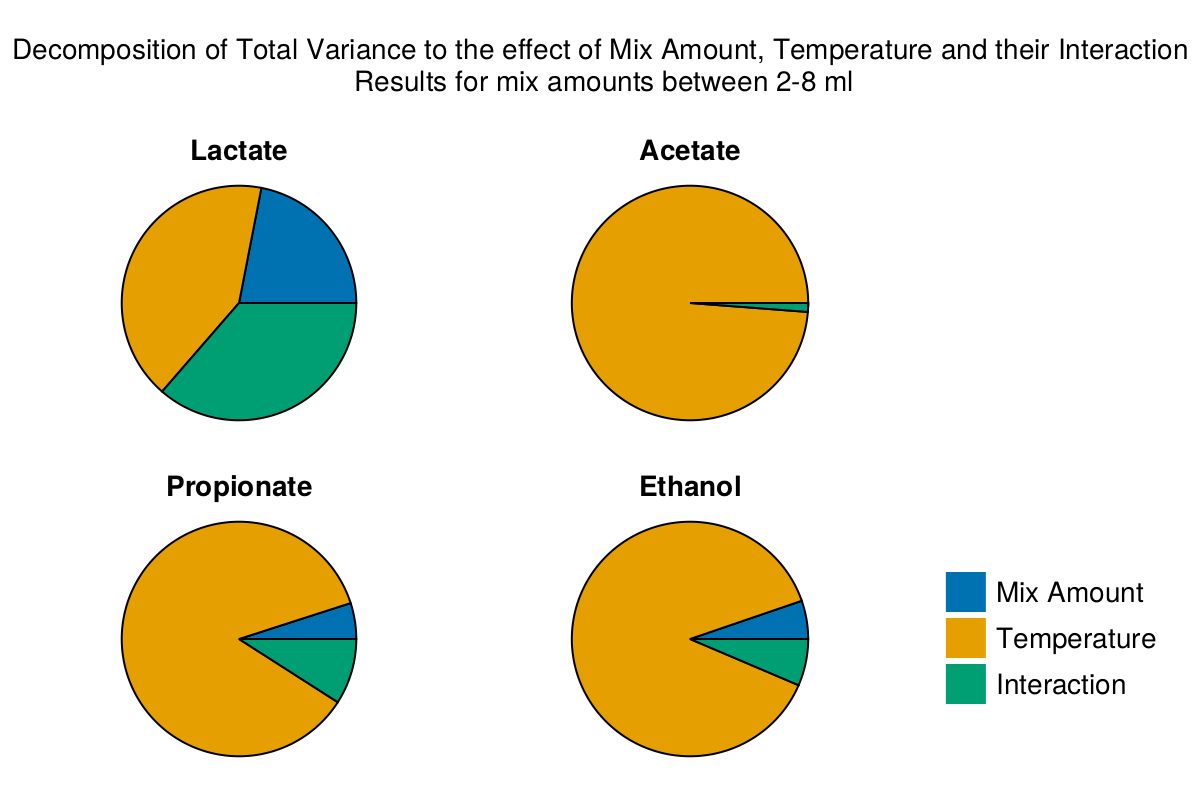 Decomposition of Total Variance to the effect of Mix Amount, Temperature and their Interaction
Results for mix amounts between 2-8 ml
Lactate
Acetate
Propionate
Ethanol
Mix Amount
Temperature
Interaction